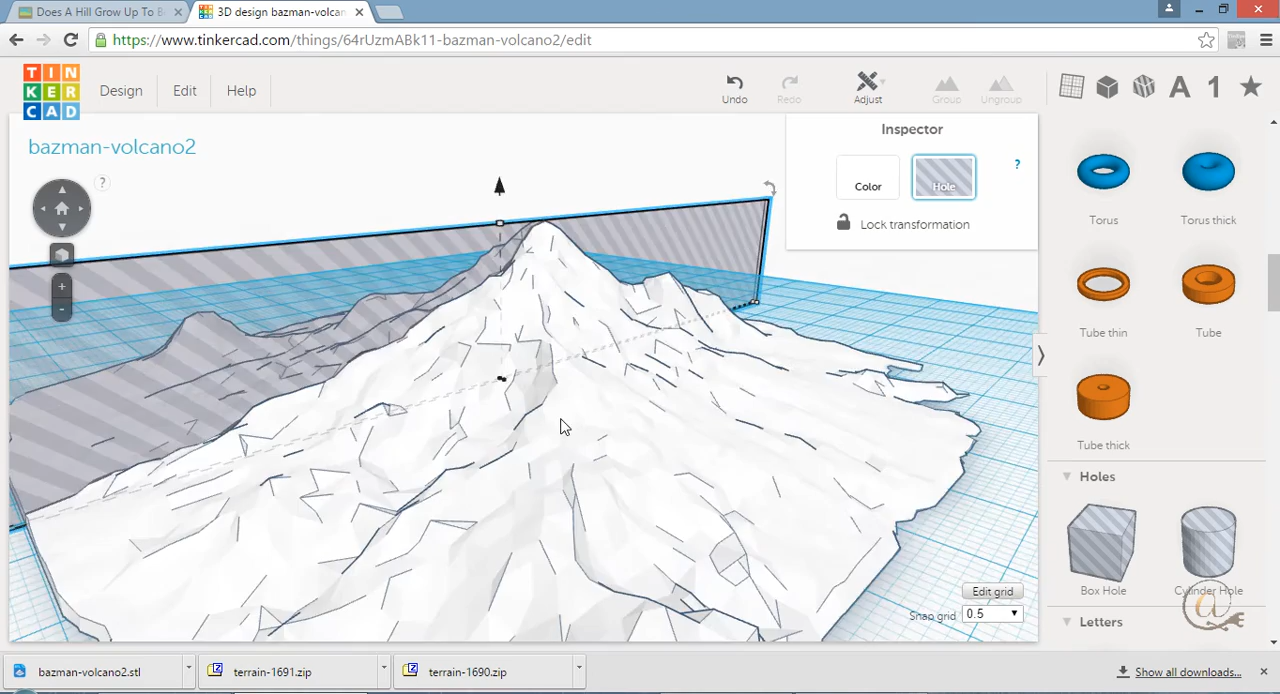 Does A Hill Grow Up To B
3D design bazman-volcan
https://www.tinkercad.com/things/64rUzmABk11-bazman-volcano2/edit
TIN
KER
CAD
Design
Edit
Help
Undo
Redo
Adjust
Group
Ungroup
A
1
bazman-volcano2
?
Inspector
Color
Hole
?
Lock transformation
Torus
Torus thick
Tube thin
Tube
Tube thick
Holes
Box Hole
Cylinder Hole
Letters
Edit grid
Snap grid
0.5
+
-
bazman-volcano2.stl
terrain-1691.zip
terrain-1690.zip
Show all downloads...